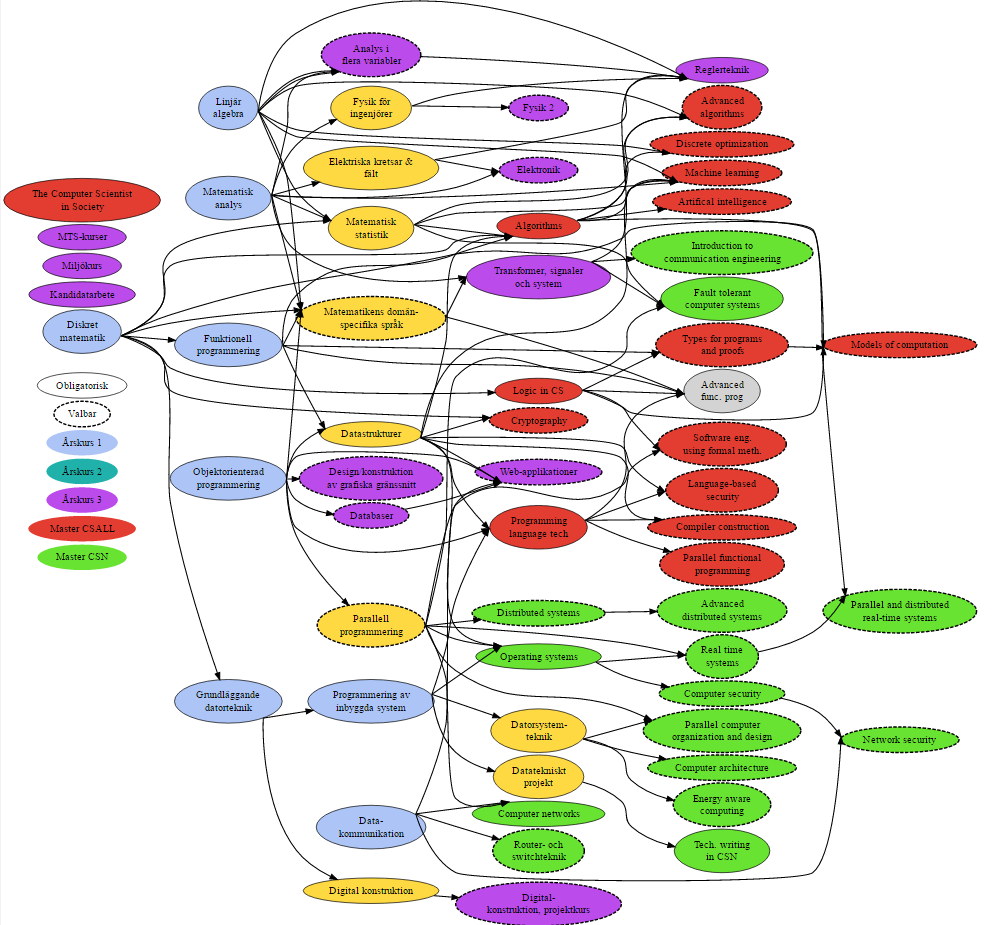 The Computer Scientist
in Society
MTS-kurser
Miljökurs
Kandidatarbete
Diskret
matematik
Obligatorisk
Valbar
Årskurs 1
Årskurs 2
Årskurs 3
Master CSALL
Master CSN
Linjär
algebra
Matematisk
analys
Funktionell
programmering
Objektorienterad
programmering
Grundläggande
datorteknik
Analys i
flera variabler
Fysik för
ingenjörer
Elektriska kretsar &
fält
Matematisk
statistik
Matematikens domän-
specifika språk
Datastrukturer
Design/konstruktion
av grafiska gränssnitt
Databaser
Parallell
programmering
Programmering av
inbyggda system
Data-
kommunikation
Digital konstruktion
Fysik 2
Elektronik
Algorithms
Transformer, signaler
och system
Logic in CS
Cryptography
Web-applikationer
Programming
language tech
Distributed systems
Operating systems
Datorsystem-
teknik
Datatekniskt
projekt
Computer networks
Router- och
switchteknik
Digital-
konstruktion, projektkurs
Reglerteknik
Advanced
algorithms
Discrete optimization
Machine learning
Artifical intelligence
Introduction to
communication engineering
Fault tolerant
computer systems
Types for programs
and proofs
Advanced
func. prog
Software eng.
using formal meth.
Language-based
security
Compiler construction
Parallel functional
programming
Advanced
distributed systems
Real time
systems
Computer security
Parallel computer
organization and design
Computer architecture
Energy aware
computing
Tech. writing
in CSN
Models of computation
Parallel and distributed
real-time systems
Network security